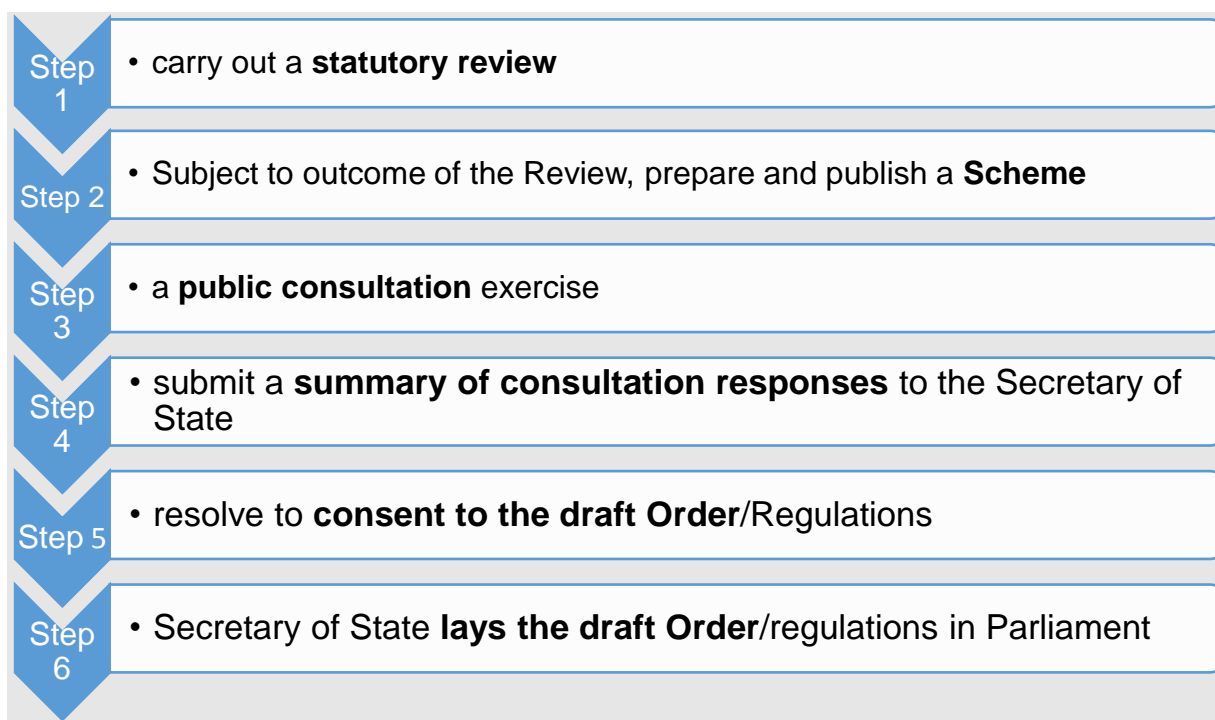 Step
1
• carry out a statutory review
Step 2
• Subject to outcome of the Review, prepare and publish a Scheme
Step
3
• a public consultation exercise
Step
4
• submit a summary of consultation responses to the Secretary of
State
Step 5
• resolve to consent to the draft Order/Regulations
Step
6
• Secretary of State lays the draft Order/regulations in Parliament